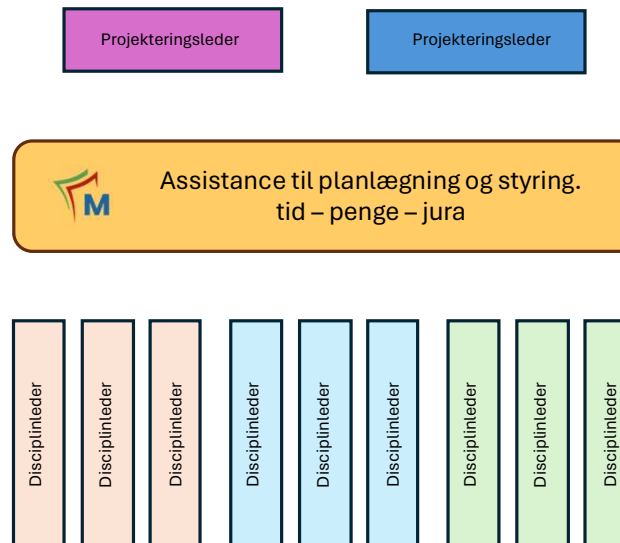 Projekteringsleder
Projekteringsleder
M
Assistance til planlægning og styring.
tid – penge – jura
Disciplinleder
Disciplinleder
Disciplinleder
Disciplinleder
Disciplinleder
Disciplinleder
Disciplinleder
Disciplinleder
Disciplinleder